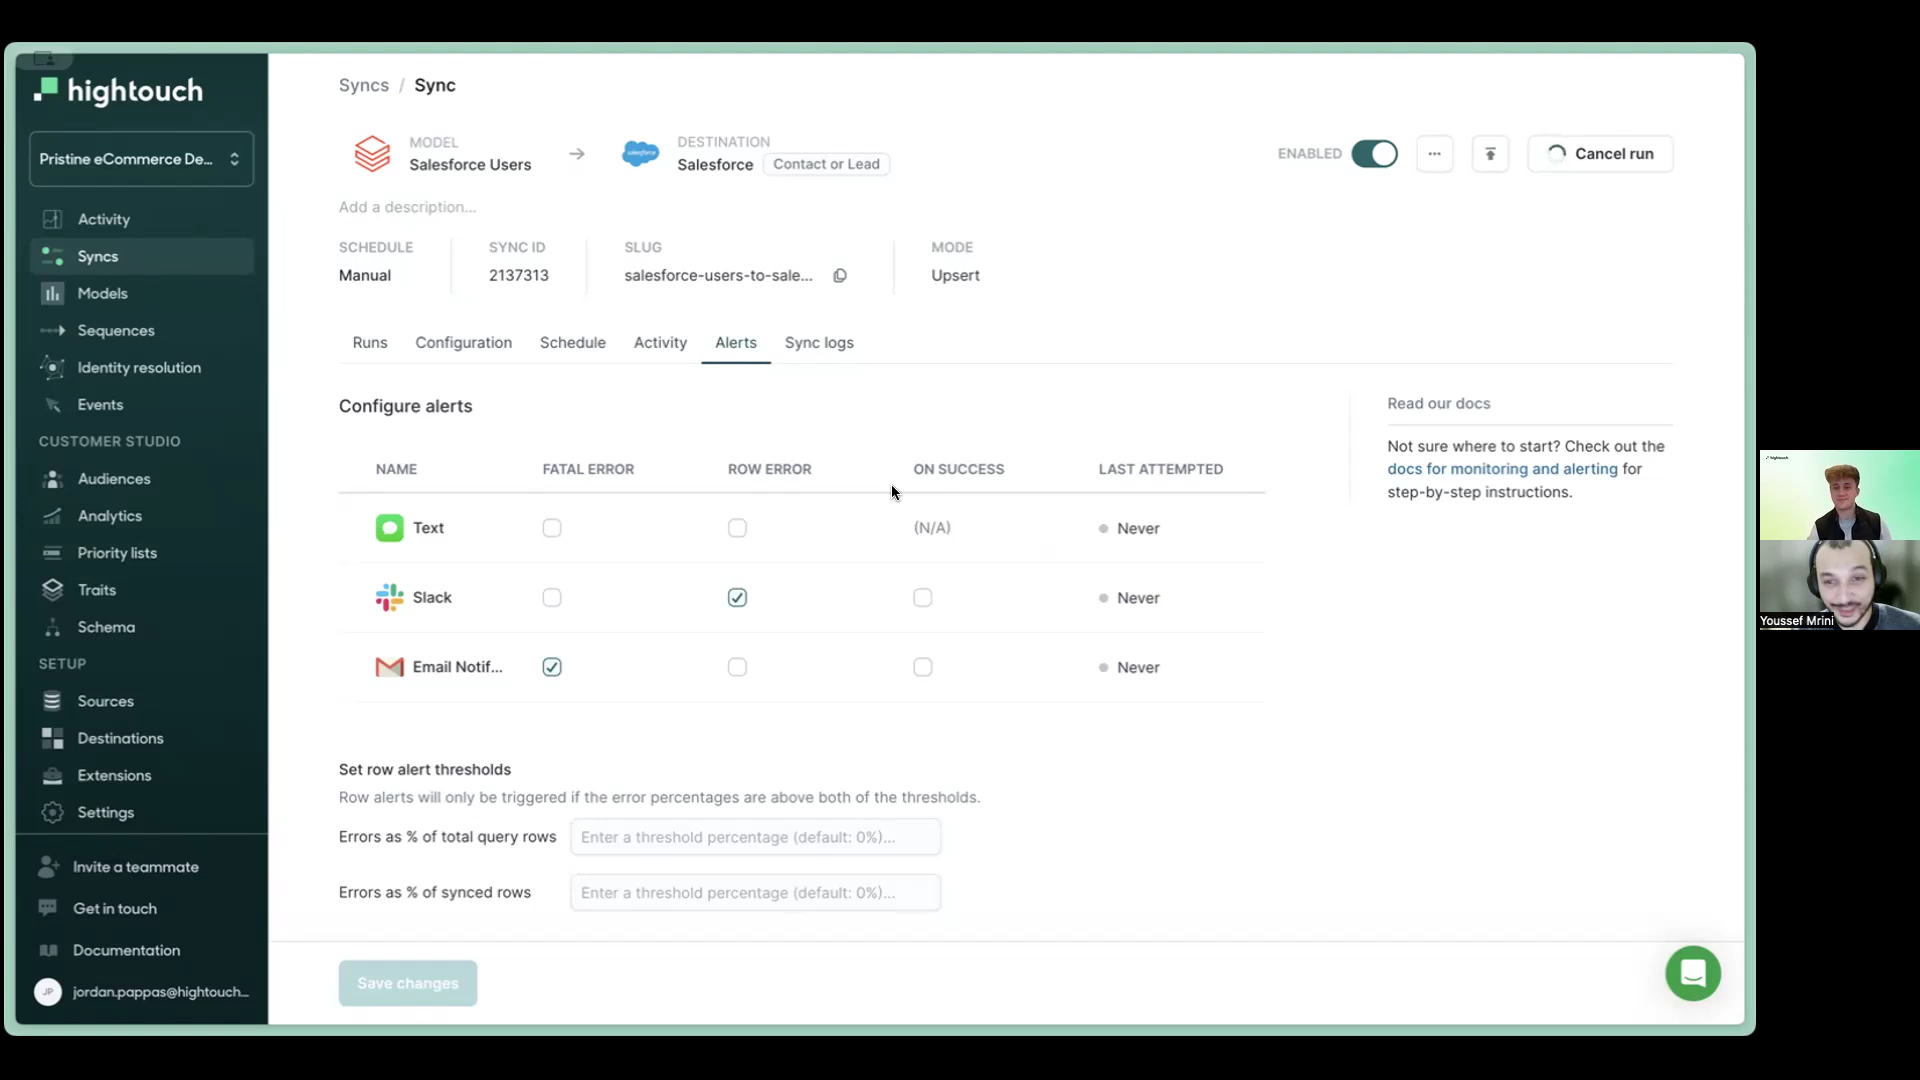 hightouch
Pristine eCommerce De...
Activity
Syncs
Models
Sequences
Identity resolution
Events
CUSTOMER STUDIO
Audiences
Analytics
Priority lists
Traits
Schema
SETUP
Sources
Destinations
Extensions
Settings
Invite a teammate
Get in touch
Documentation
JP jordan.pappas@hightouch...
Syncs / Sync
MODEL
Salesforce Users
salesforce
DESTINATION
Salesforce Contact or Lead
ENABLED
Cancel run
Add a description...
SCHEDULE SYNC ID SLUG MODE
Manual 2137313 salesforce-users-to-sale... Upsert
Runs Configuration Schedule Activity Alerts Sync logs
Configure alerts
NAME FATAL ERROR ROW ERROR ON SUCCESS LAST ATTEMPTED
Text (N/A) Never
Slack Never
Email Notif... Never
Set row alert thresholds
Row alerts will only be triggered if the error percentages are above both of the thresholds.
Errors as % of total query rows Enter a threshold percentage (default: 0%)...
Errors as % of synced rows Enter a threshold percentage (default: 0%)...
Save changes
Read our docs
Not sure where to start? Check out the
docs for monitoring and alerting for
step-by-step instructions.
hightouch
Youssef Mrini